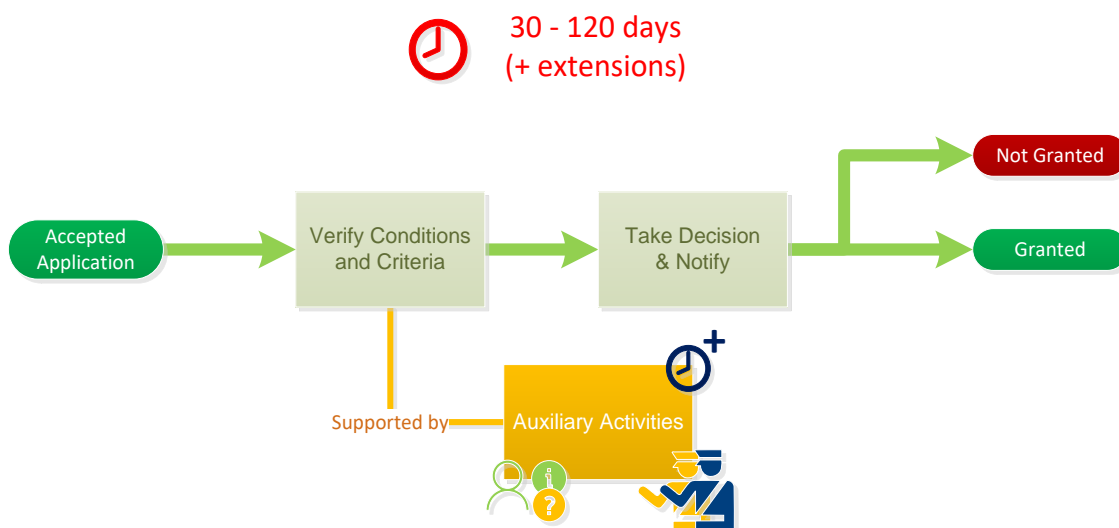 30 - 120 days
(+ extensions)
Not Granted
Accepted
Application
Verify Conditions
and Criteria
Take Decision
& Notify
Granted
Supported by
Auxiliary Activities
i
?